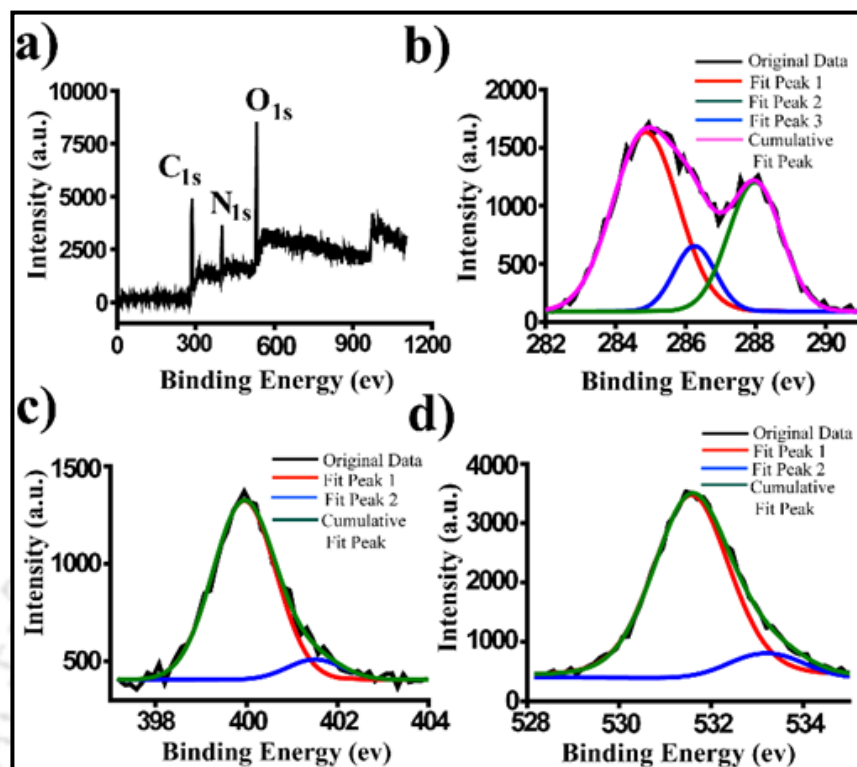 a)
C1s
N1s
O1s
10000
7500
5000
2500
0
0 300 600 900 1200
Intensity (a.u.)
Binding Energy (ev)
b)
Original Data
Fit Peak 1
Fit Peak 2
Fit Peak 3
Cumulative
Fit Peak
2000
1500
1000
500
0
282 284 286 288 290
Intensity (a.u.)
Binding Energy (ev)
c)
Original Data
Fit Peak 1
Fit Peak 2
Cumulative
Fit Peak
1500
1000
500
398 400 402 404
Intensity (a.u.)
Binding Energy (ev)
d)
Original Data
Fit Peak 1
Fit Peak 2
Cumulative
Fit Peak
4000
3000
2000
1000
0
528 530 532 534
Intensity (a.u.)
Binding Energy (ev)